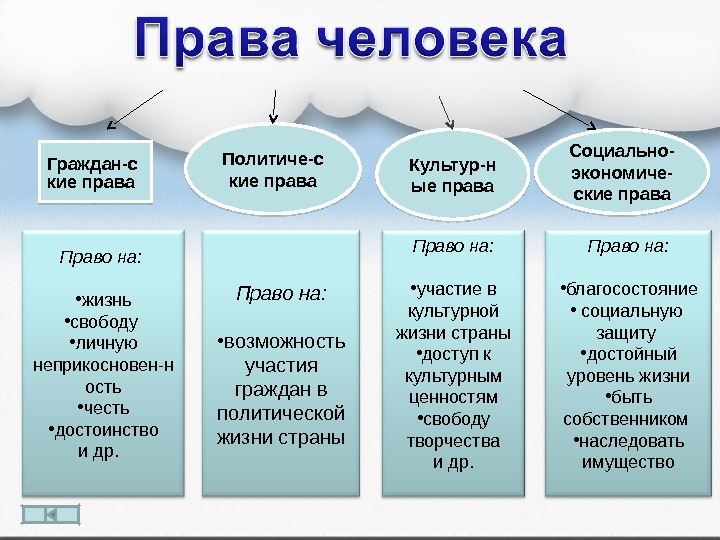 Права человека
Граждан-с
кие права
Политиче-с
кие права
Культур-н
ые права
Социально-
экономиче-
ские права
Право на:
•жизнь
•свободу
•личную
неприкосновен-н
ость
•честь
•достоинство
и др.
Право на:
•возможность
участия
граждан в
политической
жизни страны
Право на:
•участие в
культурной
жизни страны
•доступ к
культурным
ценностям
•свободу
творчества
и др.
Право на:
•благосостояние
• социальную
защиту
•достойный
уровень жизни
•быть
собственником
•наследовать
имущество